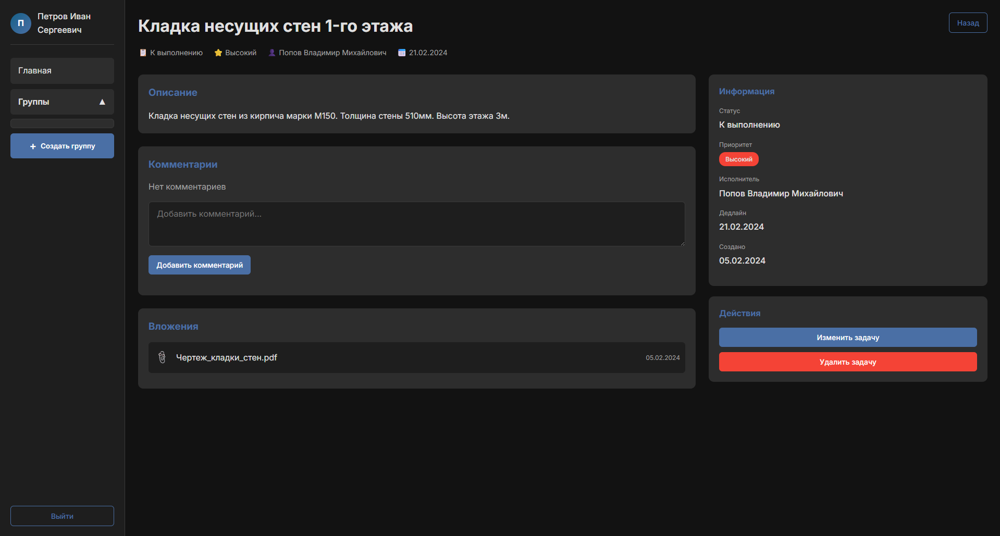 П
Петров Иван
Сергеевич
Главная
Группы ▲
+ Создать группу
Выйти
Кладка несущих стен 1-го этажа
Назад
К выполнению Высокий Попов Владимир Михайлович 21.02.2024
Описание
Кладка несущих стен из кирпича марки М150. Толщина стены 510мм. Высота этажа 3м.
Комментарии
Нет комментариев
Добавить комментарий...
Добавить комментарий
Вложения
Чертеж_кладки_стен.pdf 05.02.2024
Информация
Статус
К выполнению
Приоритет
Высокий
Исполнитель
Попов Владимир Михайлович
Дедлайн
21.02.2024
Создано
05.02.2024
Действия
Изменить задачу
Удалить задачу